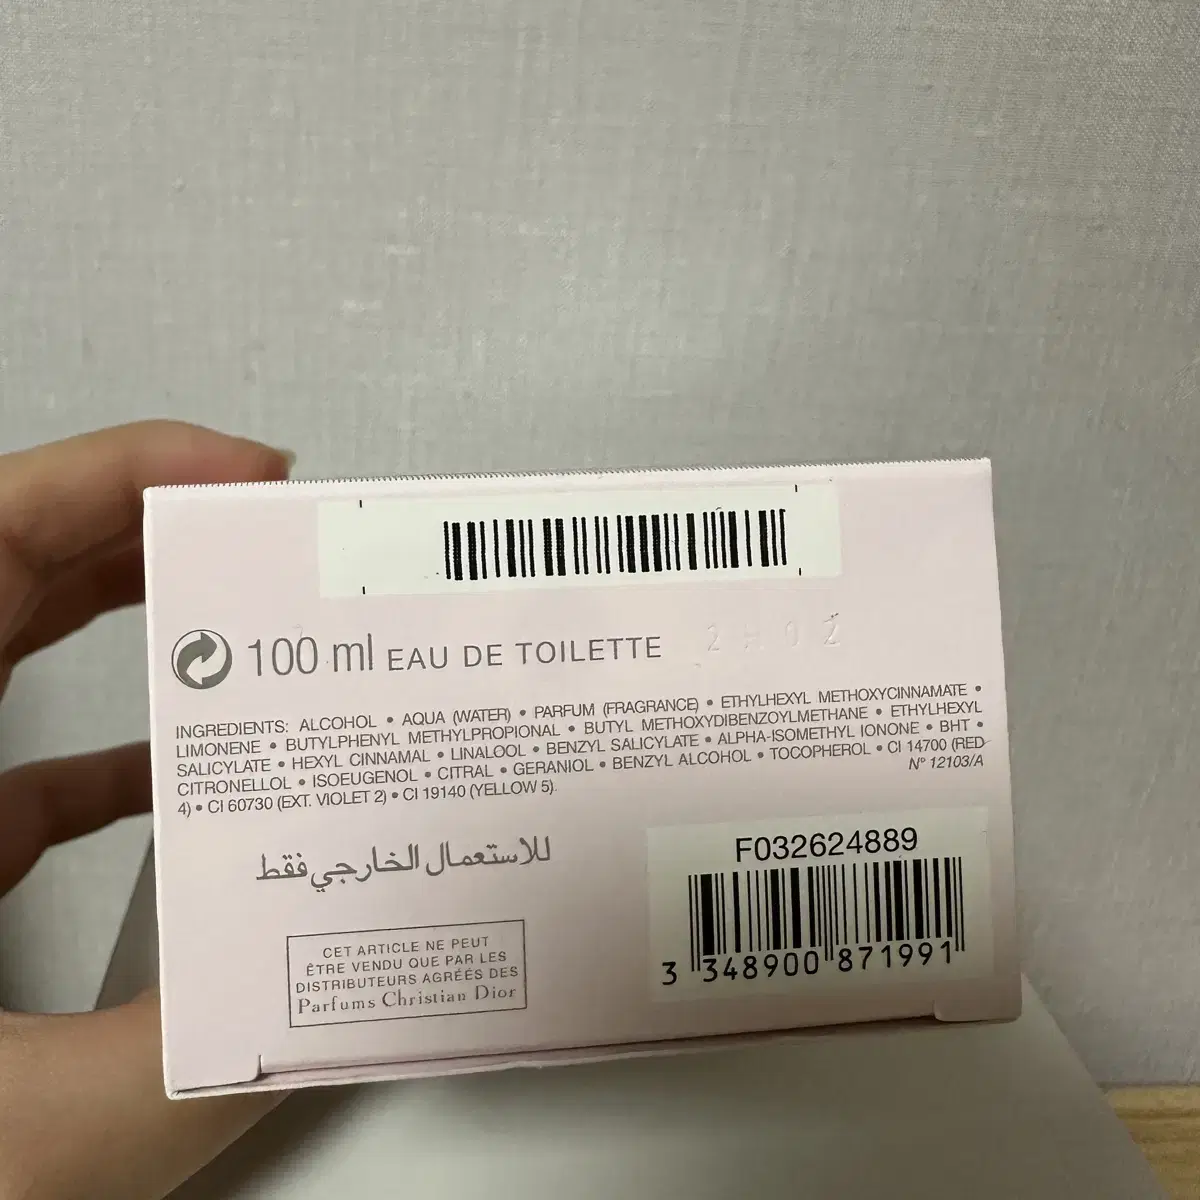 100 ml EAU DE TOILETTE
INGREDIENTS: ALCOHOL • AQUA (WATER) • PARFUM (FRAGRANCE) • ETHYLHEXYL METHOXYCINNAMATE •
LIMONENE • BUTYLPHENYL METHYLPROPIONAL • BUTYL METHOXYDIBENZOYLMETHANE • ETHYLHEXYL
SALICYLATE • HEXYL CINNAMAL • LINALOOL • BENZYL SALICYLATE • ALPHA-ISOMETHYL IONONE • BHT •
CITRONELLOL • ISOEUGENOL • CITRAL • GERANIOL • BENZYL ALCOHOL • TOCOPHEROL • CI 14700 (RED
4) • CI 60730 (EXT. VIOLET 2) • CI 19140 (YELLOW 5).
N° 12103/A
للاستعمال الخارجي فقط
F032624889
3 348900 871991
CET ARTICLE NE PEUT
ÊTRE VENDU QUE PAR LES
DISTRIBUTEURS AGRÉÉS DES
Parfums Christian Dior